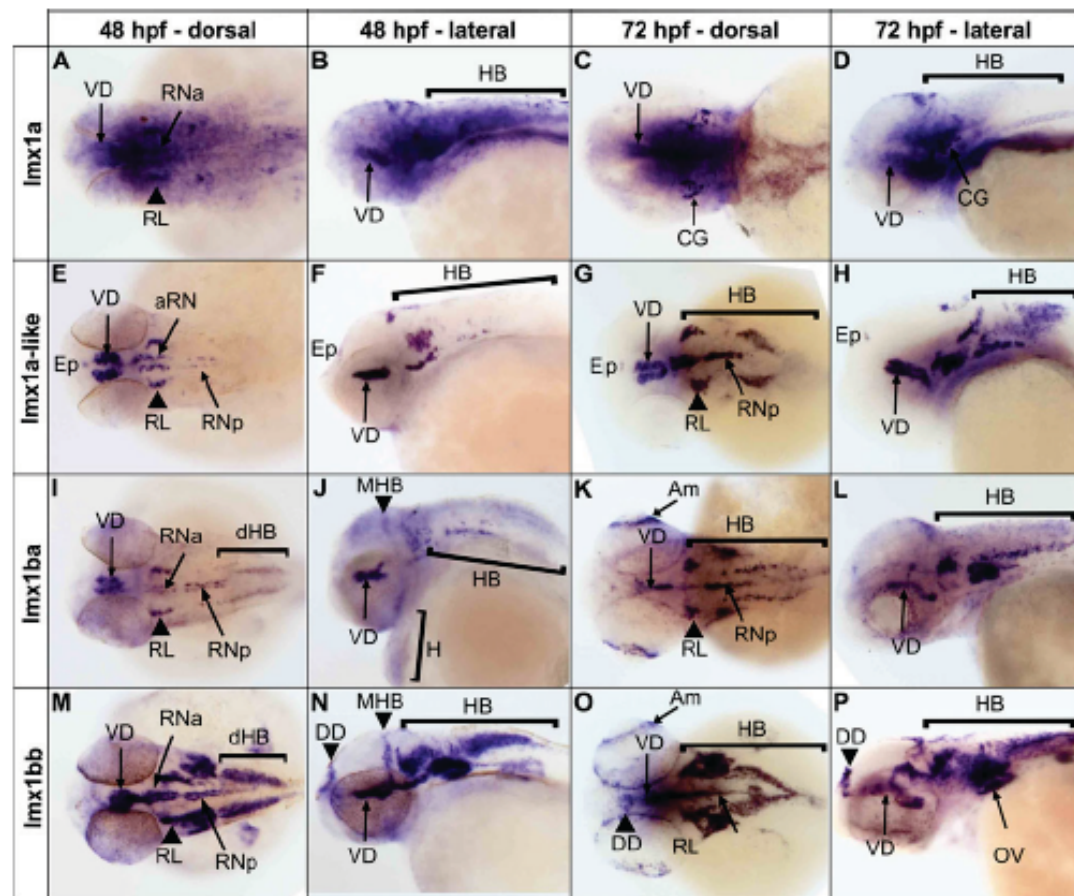 48 hpf - dorsal 48 hpf - lateral 72 hpf - dorsal 72 hpf - lateral
lmx1a
A VD RNa RL
B HB VD
C VD CG
D HB VD CG
lmx1a-like
E VD aRN Ep RL RNp
F HB Ep VD
G HB VD Ep RL RNp
H HB Ep VD
lmx1ba
I VD RNa dHB RL RNp
J MHB HB VD H
K Am VD HB RL RNp
L HB VD
lmx1bb
M VD RNa dHB RL RNp
N DD MHB HB VD
O Am VD HB DD RL
P DD HB VD OV